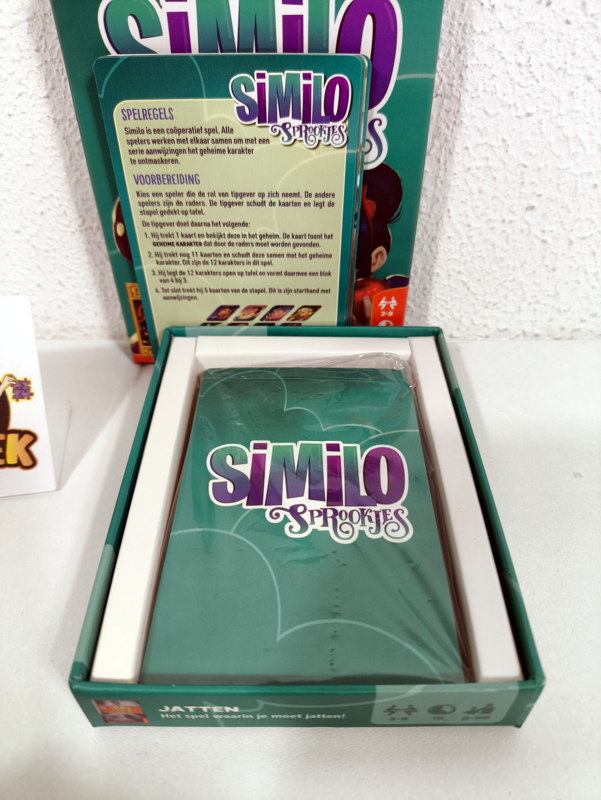 SiMiLO
SPELREGELS
SiMiLO
SPROOKJES
Similo is een coöperatief spel. Alle
spelers werken met elkaar samen om met een
serie aanwijzingen het geheime karakter
te ontmaskeren.
VOORBEREIDING
Kies een speler die de rol van tipgever op zich neemt. De andere
spelers zijn de raders. De tipgever schudt de kaarten en legt de
stapel gedekt op tafel.
De tipgever doet daarna het volgende:
1. Hij trekt 1 kaart en bekijkt deze in het geheim. De kaart toont het
GEHEIME KARAKTER dat door de raders moet worden gevonden.
2. Hij trekt nog 11 kaarten en schudt deze samen met het geheime
karakter. Dit zijn de 12 karakters in dit spel.
3. Hij legt de 12 karakters open op tafel en vormt daarmee een blok
van 4 bij 3.
4. Tot slot trekt hij 5 kaarten van de stapel. Dit is zijn starthand met
aanwijzingen.
2-8
EK
SiMiLO
SPROOKJES
JATTEN
Het spel waarin je moet jatten!